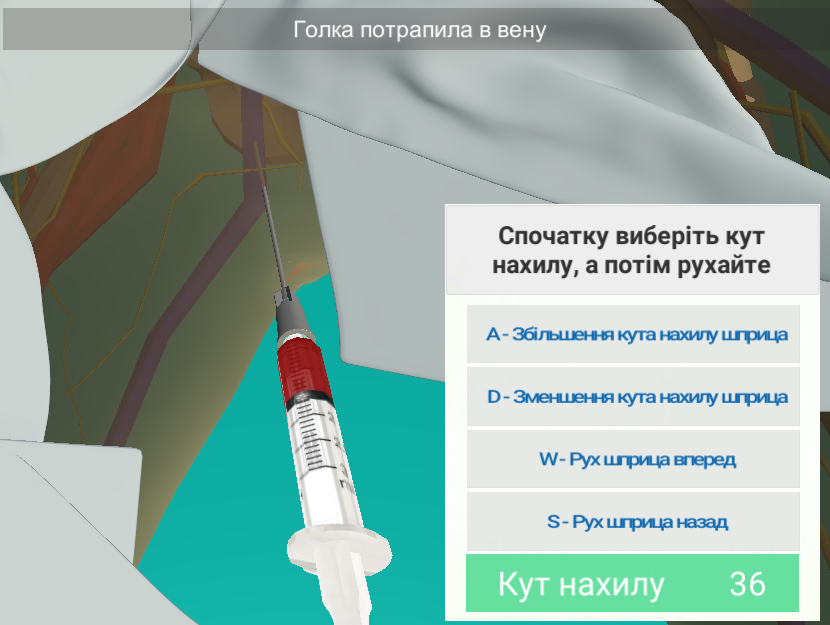 Голка потрапила в вену
Спочатку виберіть кут
нахилу, а потім рухайте
A - Збільшення кута нахилу шприца
D - Зменшення кута нахилу шприца
W - Рух шприца вперед
S - Рух шприца назад
Кут нахилу 36